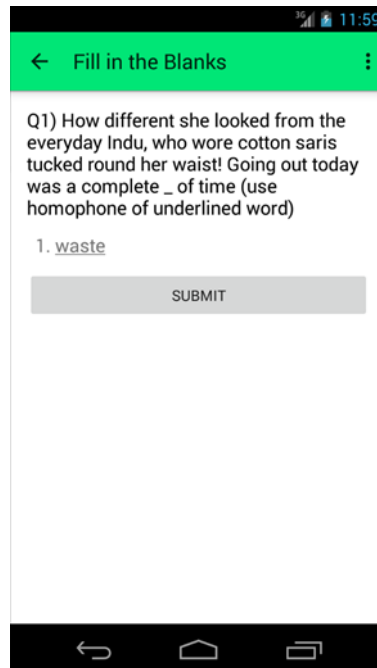 3G 11:59
Fill in the Blanks
Q1) How different she looked from the
everyday Indu, who wore cotton saris
tucked round her waist! Going out today
was a complete _ of time (use
homophone of underlined word)
1. waste
SUBMIT